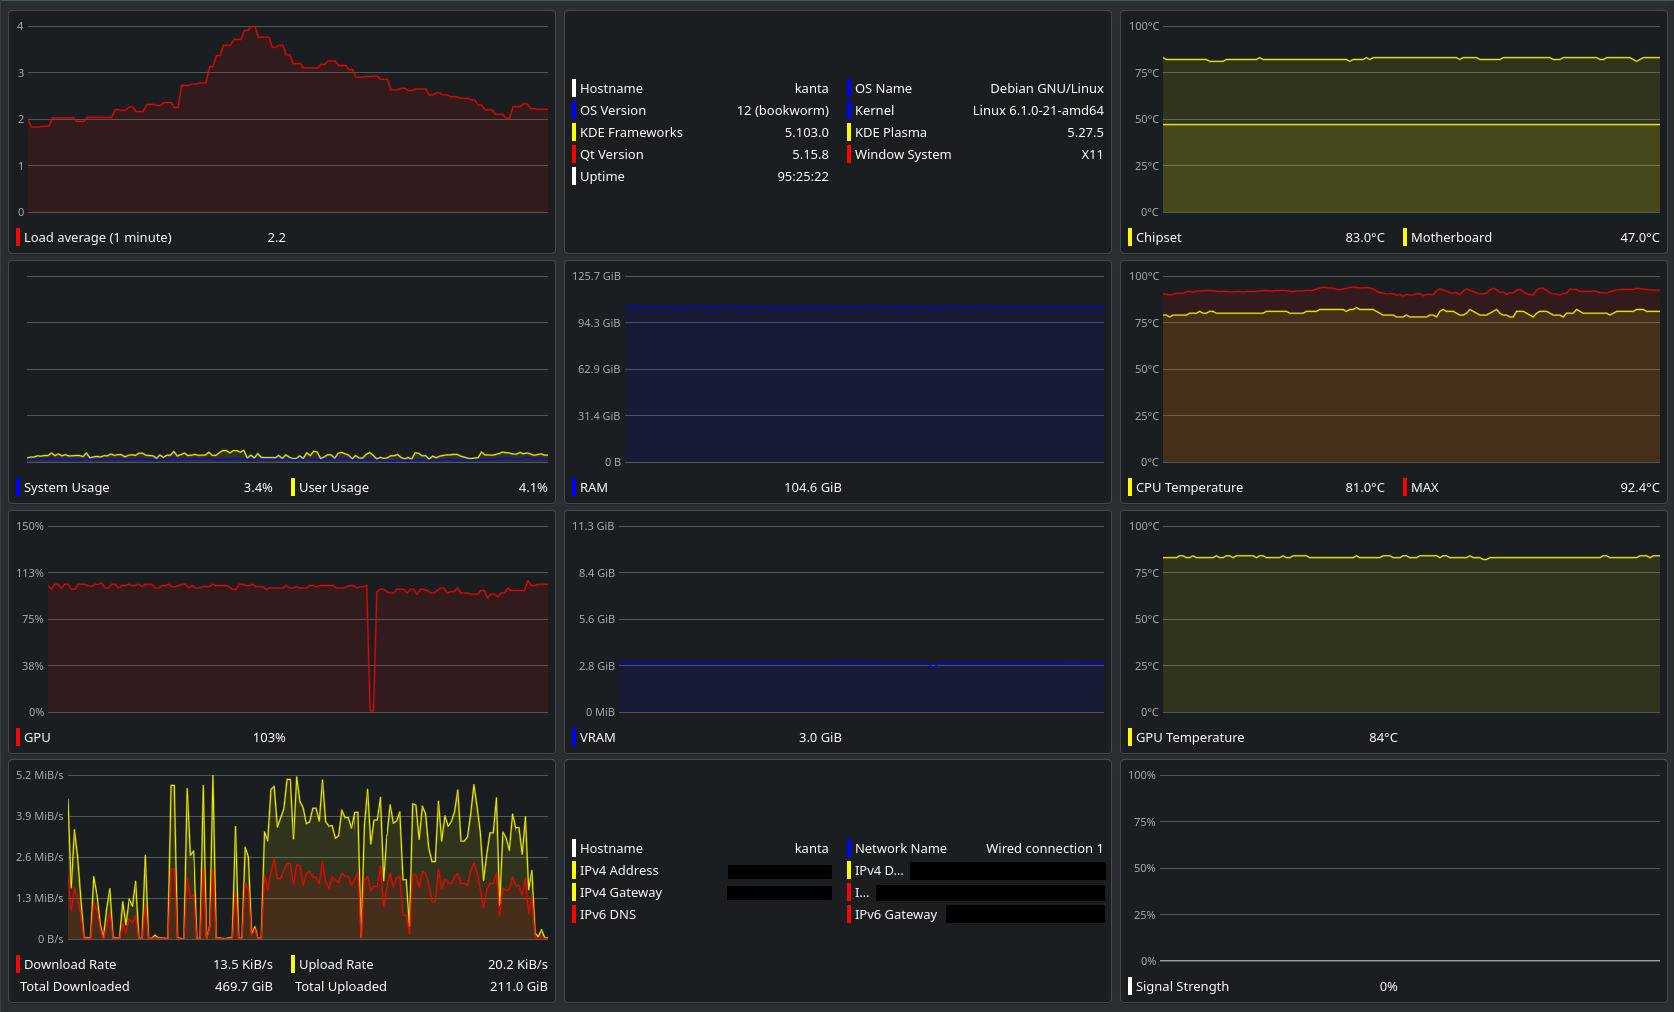 4
3
2
1
0
Load average (1 minute) 2.2
Hostname kanta OS Name Debian GNU/Linux
OS Version 12 (bookworm) Kernel Linux 6.1.0-21-amd64
KDE Frameworks 5.103.0 KDE Plasma 5.27.5
Qt Version 5.15.8 Window System X11
Uptime 95:25:22
100°C
75°C
50°C
25°C
0°C
Chipset 83.0°C Motherboard 47.0°C
System Usage 3.4% User Usage 4.1%
125.7 GiB
94.3 GiB
62.9 GiB
31.4 GiB
0 B
RAM 104.6 GiB
100°C
75°C
50°C
25°C
0°C
CPU Temperature 81.0°C MAX 92.4°C
150%
113%
75%
38%
0%
GPU 103%
11.3 GiB
8.4 GiB
5.6 GiB
2.8 GiB
0 MiB
VRAM 3.0 GiB
100°C
75°C
50°C
25°C
0°C
GPU Temperature 84°C
5.2 MiB/s
3.9 MiB/s
2.6 MiB/s
1.3 MiB/s
0 B/s
Download Rate 13.5 KiB/s Upload Rate 20.2 KiB/s
Total Downloaded 469.7 GiB Total Uploaded 211.0 GiB
Hostname kanta Network Name Wired connection 1
IPv4 Address IPv4 D...
IPv4 Gateway I...
IPv6 DNS IPv6 Gateway
100%
75%
50%
25%
0%
Signal Strength 0%